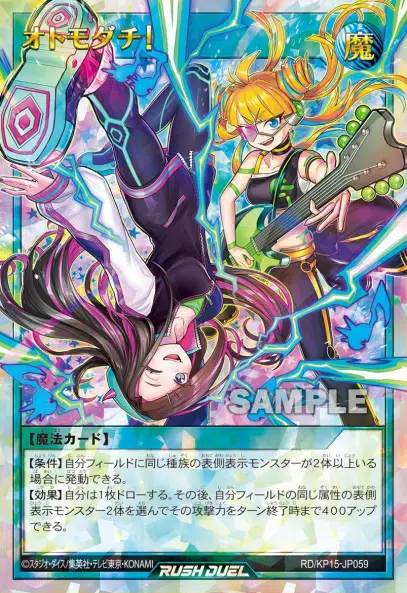 オトモダチ!
魔
SAMPLE
【魔法カード】
【条件】自分フィールドに同じ種族の表側表示モンスターが2体以上いる
場合に発動できる。
【効果】自分は1枚ドローする。その後、自分フィールドの同じ属性の表側
表示モンスター2体を選んでその攻撃力をターン終了時まで400アップ
できる。
©スタジオ・ダイス/集英社・テレビ東京・KONAMI
RUSH DUEL
RD/KP15-JP059